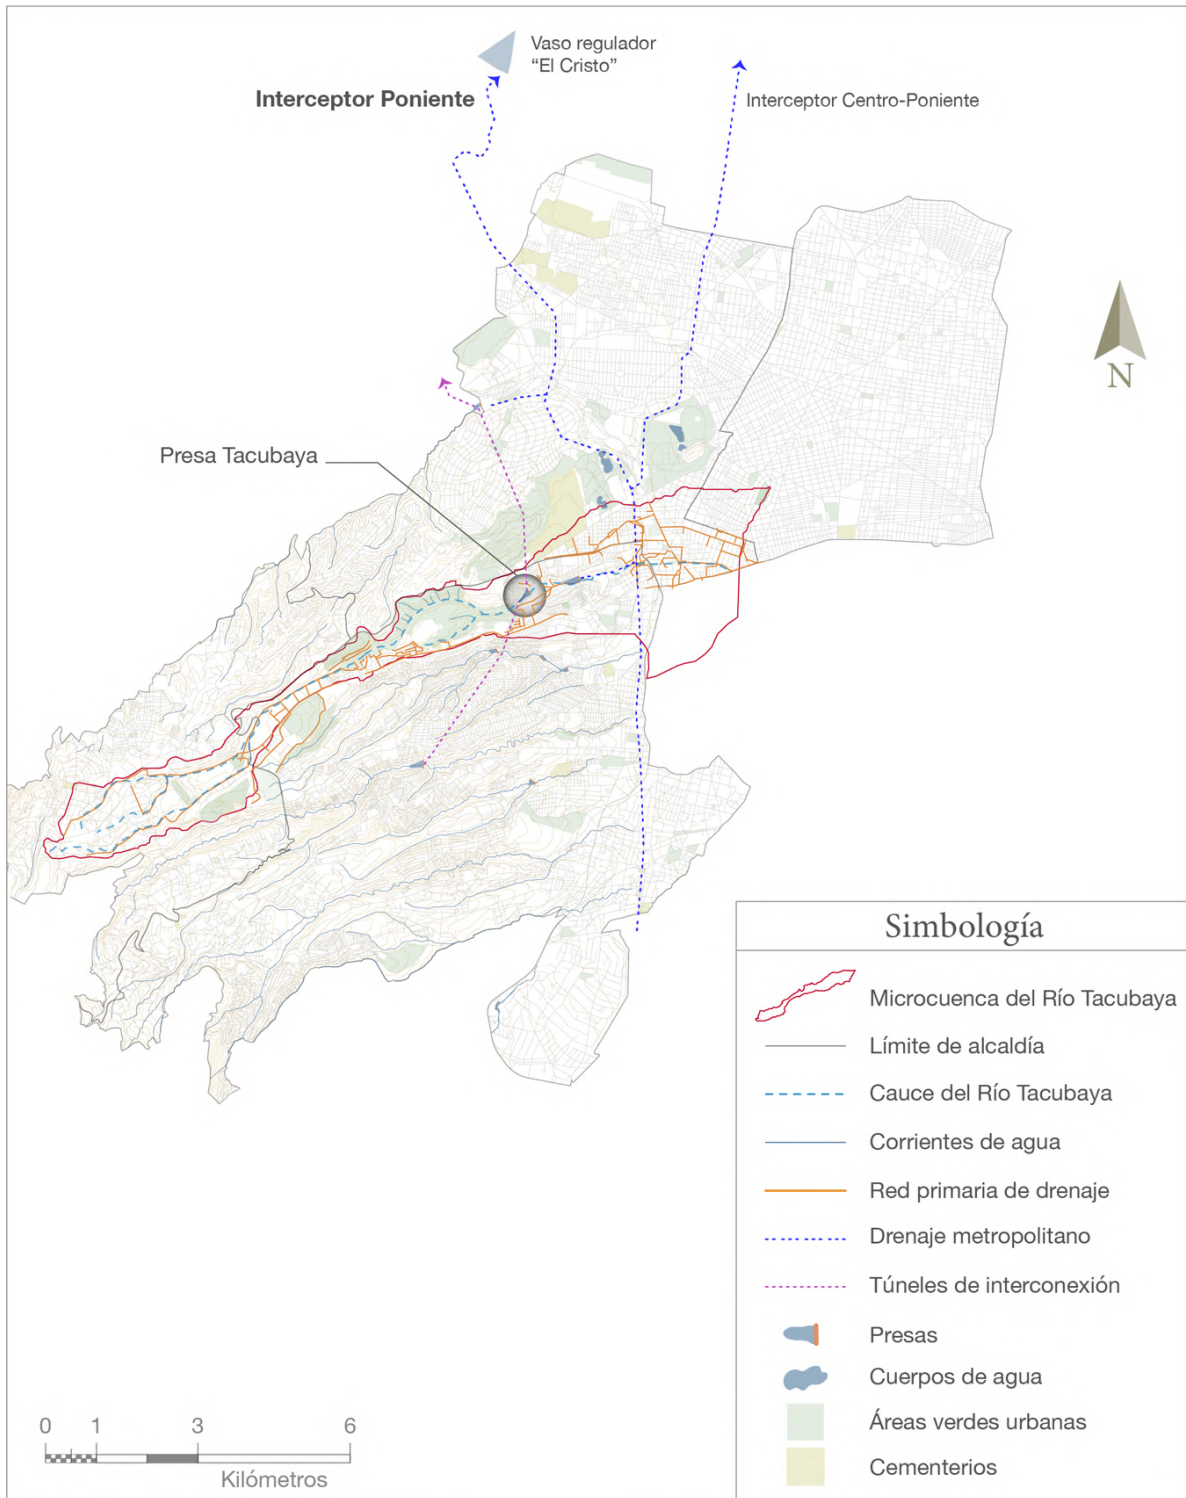 Vaso regulador
“El Cristo”
Interceptor Poniente
Interceptor Centro-Poniente
N
Presa Tacubaya
Simbología
Microcuenca del Río Tacubaya
Límite de alcaldía
Cauce del Río Tacubaya
Corrientes de agua
Red primaria de drenaje
Drenaje metropolitano
Túneles de interconexión
Presas
Cuerpos de agua
Áreas verdes urbanas
Cementerios
0 1 3 6
Kilómetros